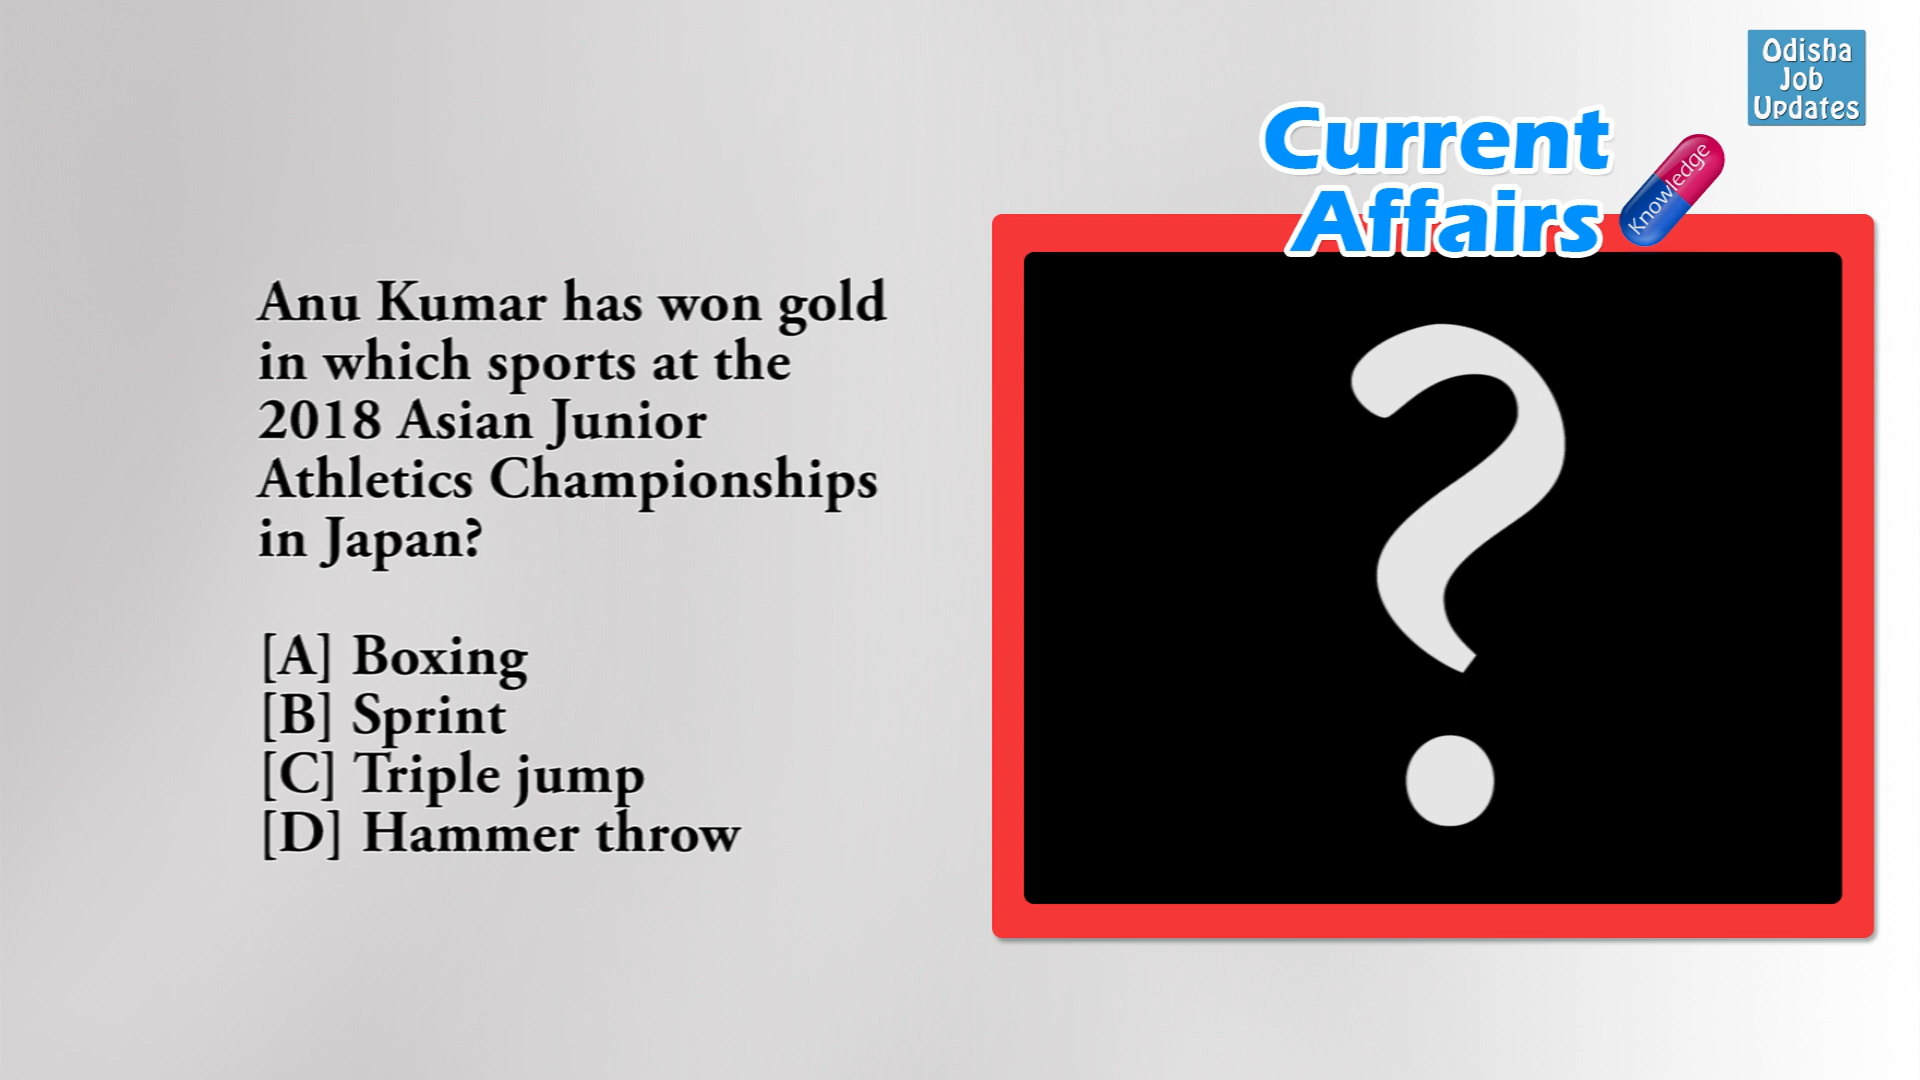 Odisha
Job
Updates
Current
Affairs
Knowledge
Anu Kumar has won gold
in which sports at the
2018 Asian Junior
Athletics Championships
in Japan?
[A] Boxing
[B] Sprint
[C] Triple jump
[D] Hammer throw
?